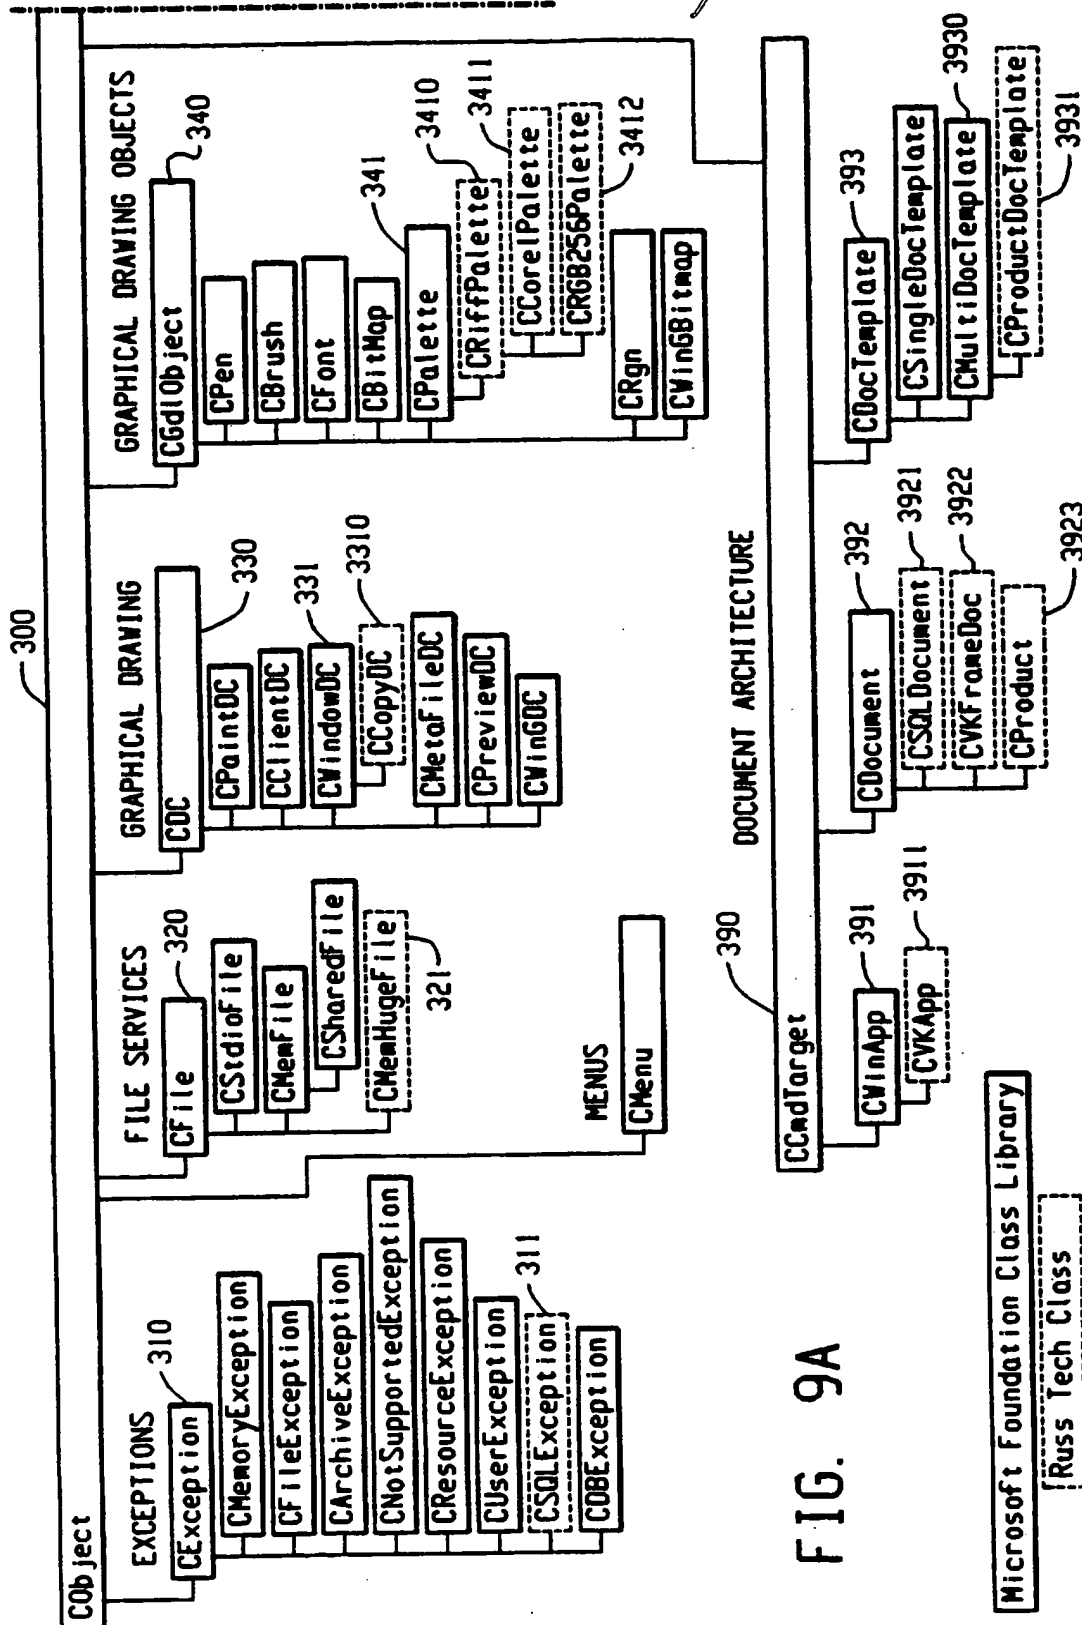 300
CObject
EXCEPTIONS
CException
310
CMemoryException
CFileException
CArchiveException
CNotSupportedException
CResourceException
CUserException
CSQLException
311
CDBException
FILE SERVICES
CFile
320
CStdioFile
CMemFile
CSharedFile
CMemHugeFile
321
MENUS
CMenu
GRAPHICAL DRAWING
CDC
330
CPaintDC
CClientDC
CWindowDC
331
CCopyDC
3310
CMetaFileDC
CPreviewDC
CWinGDC
GRAPHICAL DRAWING OBJECTS
CGdlObject
340
CPen
CBrush
CFont
CBitMap
CPalette
341
CRiffPalette
3410
CCorelPalette
3411
CRGB256Palette
3412
CRgn
CWinGBitmap
DOCUMENT ARCHITECTURE
390
CCmdTarget
CWinApp
391
CVKApp
3911
CDocument
392
CSQLDocument
3921
CVKFrameDoc
3922
CProduct
3923
CDocTemplate
393
CSingleDocTemplate
CMultiDocTemplate
3930
CProductDocTemplate
3931
FIG. 9A
Microsoft Foundation Class Library
Russ Tech Class